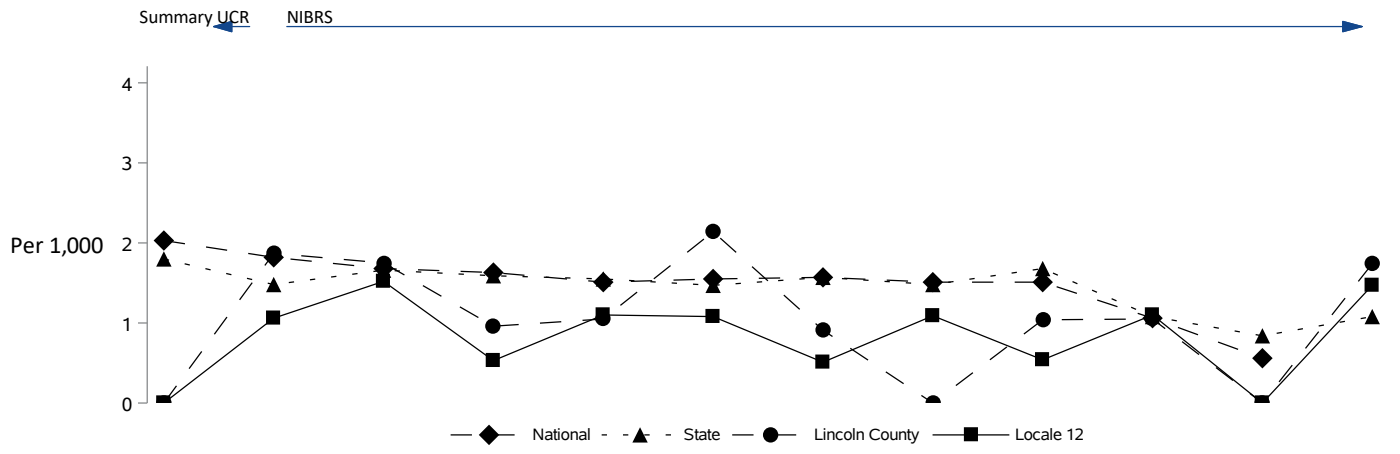 Summary UCR NIBRS
4
3
Per 1,000 2
1
0
National State Lincoln County Locale 12